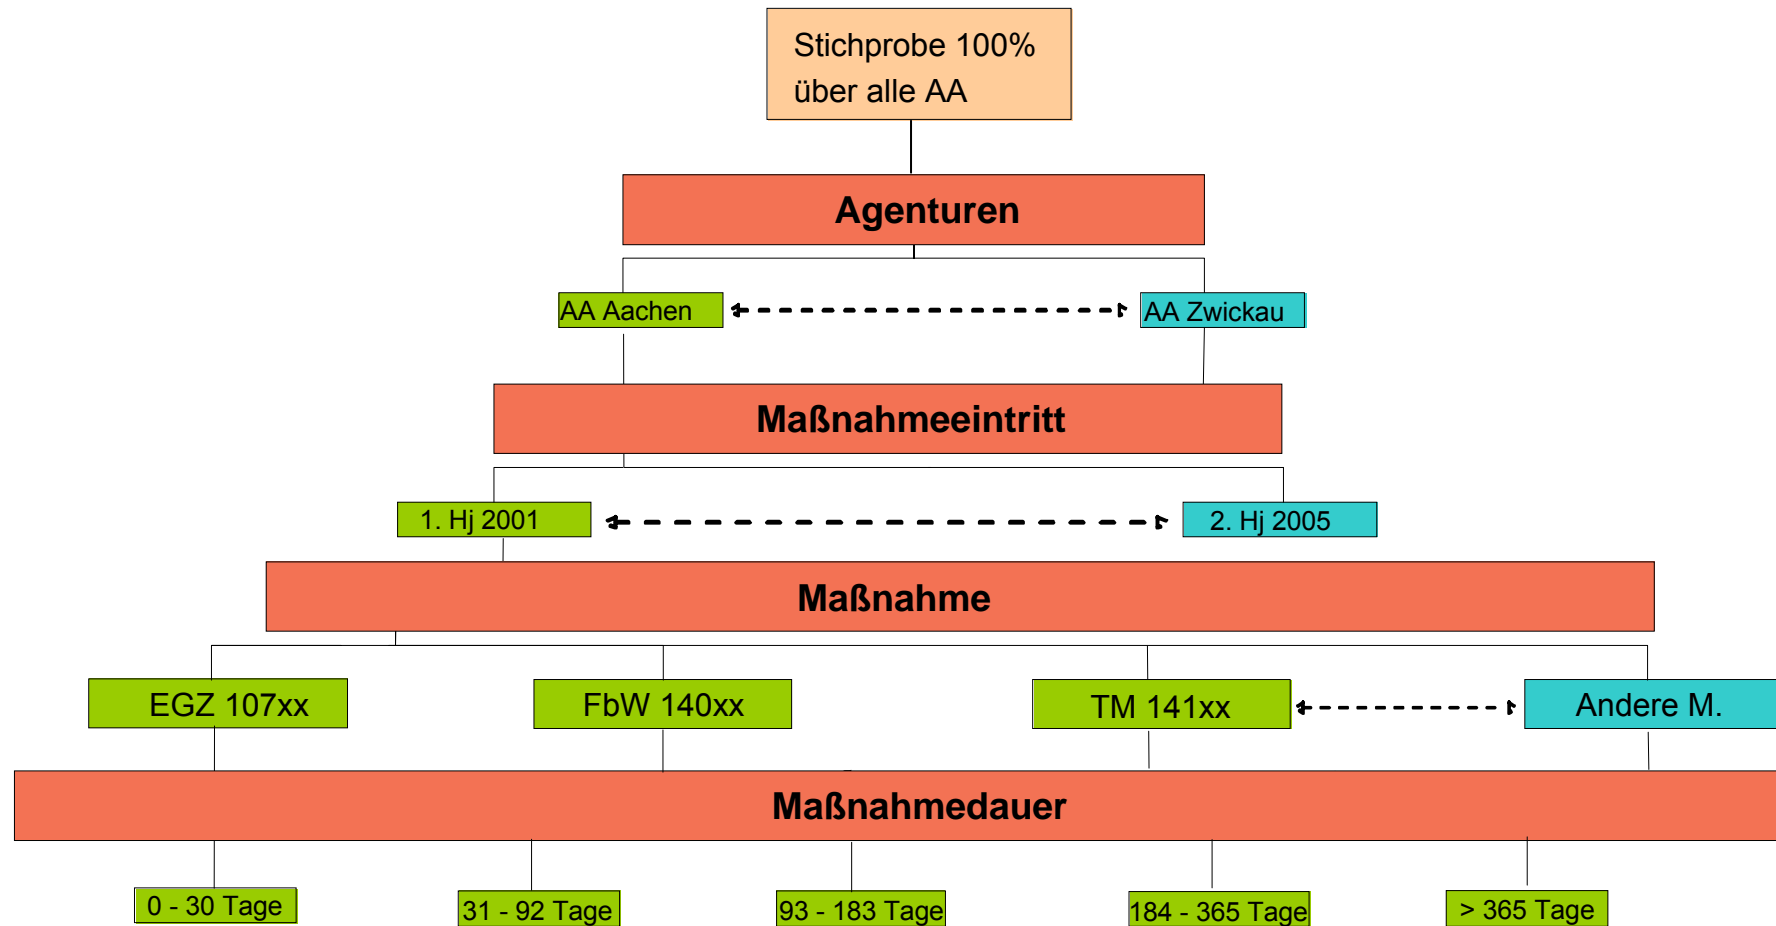 Stichprobe 100%
über alle AA
Agenturen
AA Aachen
AA Zwickau
Maßnahmeeintritt
1. Hj 2001
2. Hj 2005
Maßnahme
EGZ 107xx
FbW 140xx
TM 141xx
Andere M.
Maßnahmedauer
0 - 30 Tage
31 - 92 Tage
93 - 183 Tage
184 - 365 Tage
> 365 Tage